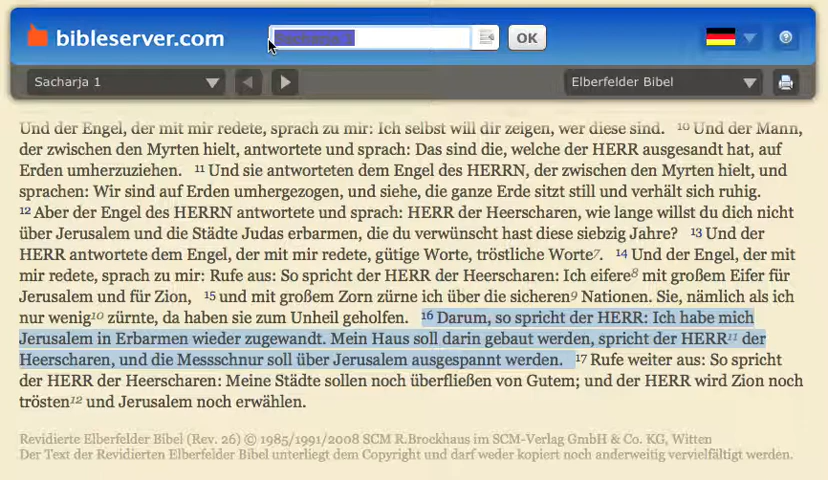 bibleserver.com
Sacharja 1
OK
Sacharja 1
Elberfelder Bibel
Und der Engel, der mit mir redete, sprach zu mir: Ich selbst will dir zeigen, wer diese sind. 10 Und der Mann,
der zwischen den Myrten hielt, antwortete und sprach: Das sind die, welche der HERR ausgesandt hat, auf
Erden umherzuziehen. 11 Und sie antworteten dem Engel des HERRN, der zwischen den Myrten hielt, und
sprachen: Wir sind auf Erden umhergezogen, und siehe, die ganze Erde sitzt still und verhält sich ruhig.
12 Aber der Engel des HERRN antwortete und sprach: HERR der Heerscharen, wie lange willst du dich nicht
über Jerusalem und die Städte Judas erbarmen, die du verwünscht hast diese siebzig Jahre? 13 Und der
HERR antwortete dem Engel, der mit mir redete, gütige Worte, tröstliche Worte7. 14 Und der Engel, der mit
mir redete, sprach zu mir: Rufe aus: So spricht der HERR der Heerscharen: Ich eifere8 mit großem Eifer für
Jerusalem und für Zion, 15 und mit großem Zorn zürne ich über die sicheren9 Nationen. Sie, nämlich als ich
nur wenig10 zürnte, da haben sie zum Unheil geholfen. 16 Darum, so spricht der HERR: Ich habe mich
Jerusalem in Erbarmen wieder zugewandt. Mein Haus soll darin gebaut werden, spricht der HERR11 der
Heerscharen, und die Messschnur soll über Jerusalem ausgespannt werden. 17 Rufe weiter aus: So spricht
der HERR der Heerscharen: Meine Städte sollen noch überfließen von Gutem; und der HERR wird Zion noch
trösten12 und Jerusalem noch erwählen.
Revidierte Elberfelder Bibel (Rev. 26) © 1985/1991/2008 SCM R.Brockhaus im SCM-Verlag GmbH & Co. KG, Witten
Der Text der Revidierten Elberfelder Bibel unterliegt dem Copyright und darf weder kopiert noch anderweitig vervielfältigt werden.